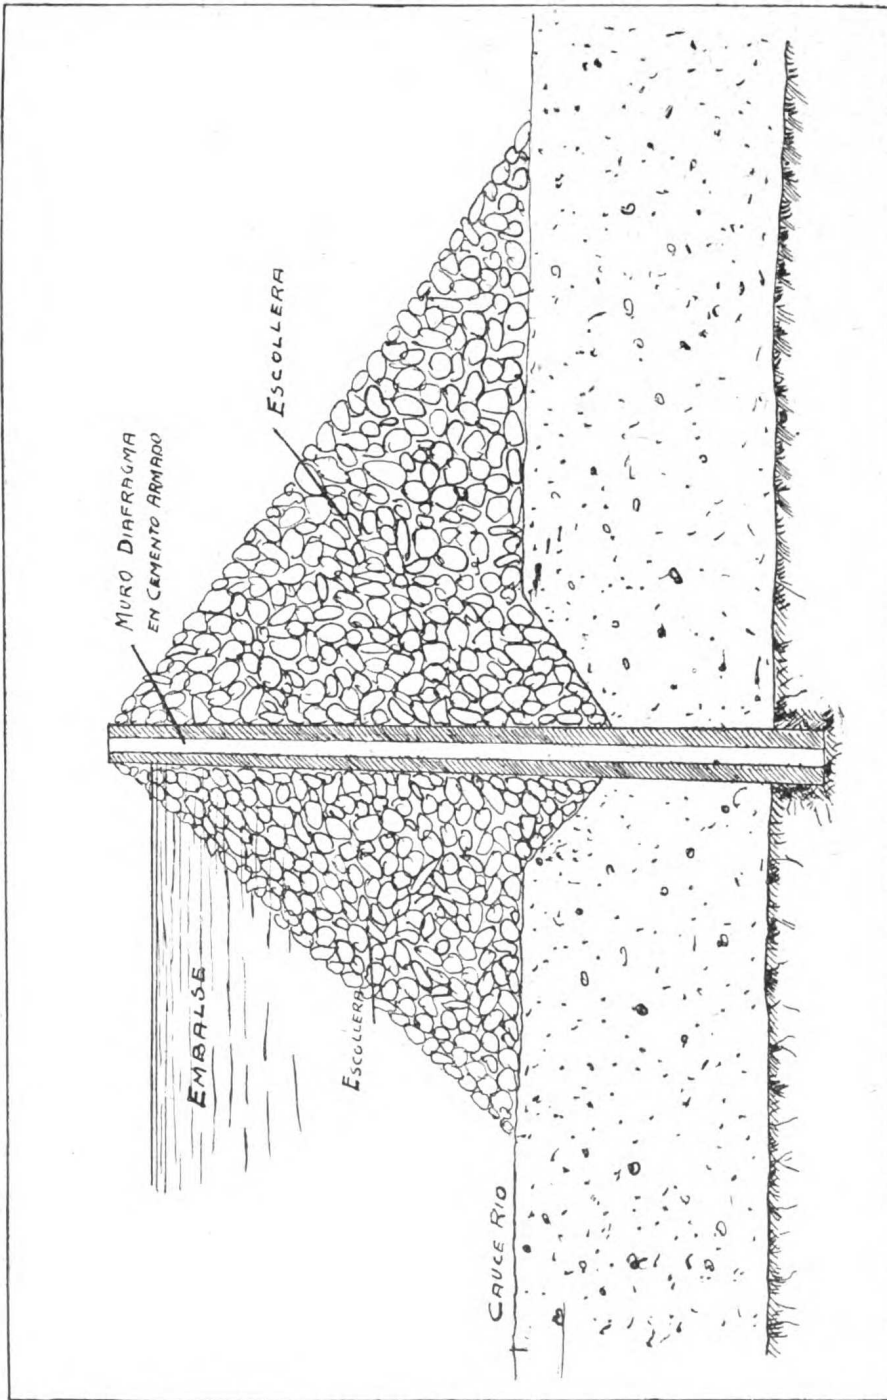 MURO DIAFRAGMA
EN CEMENTO ARMADO
ESCOLLERA
EMBALSE
ESCOLLERA
CAUCE RIO